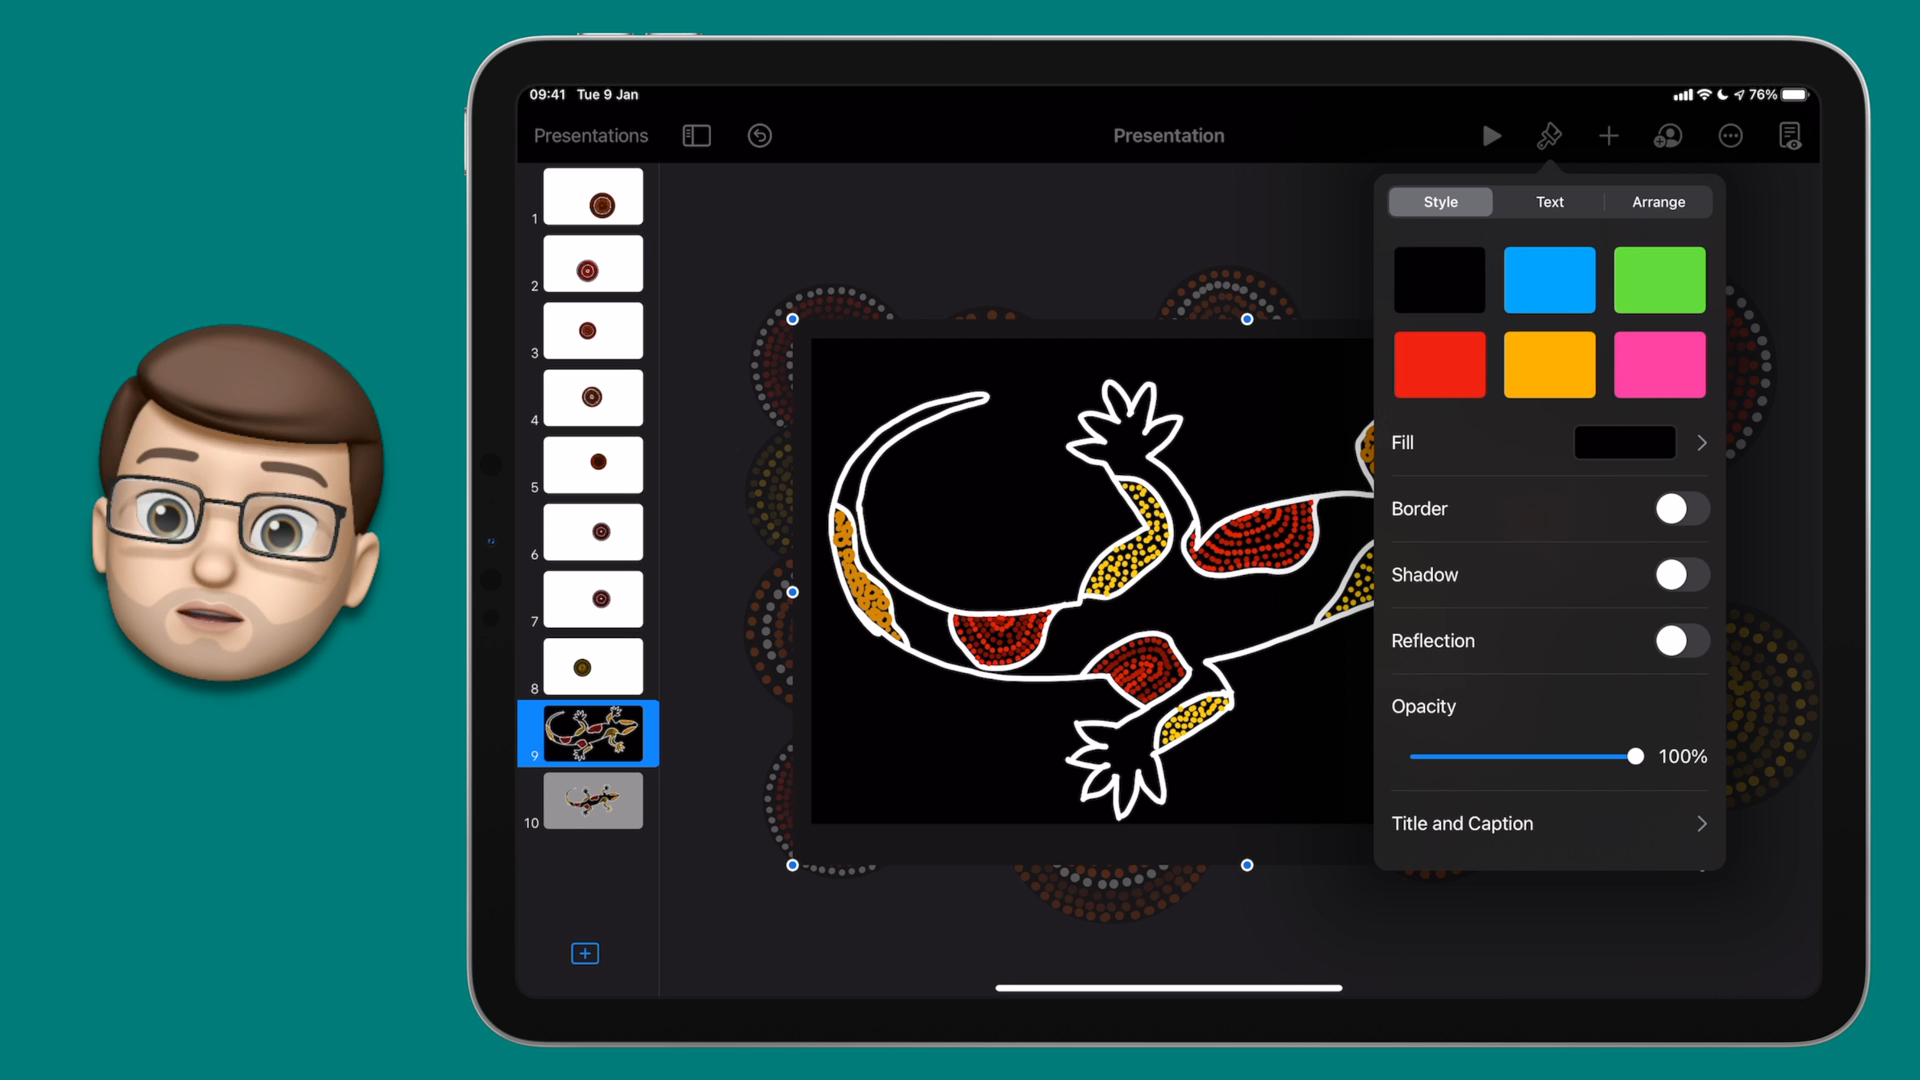 09:41 Tue 9 Jan
76%
Presentations
Presentation
Style
Text
Arrange
1
2
3
4
5
6
7
8
9
10
Fill
Border
Shadow
Reflection
Opacity
100%
Title and Caption